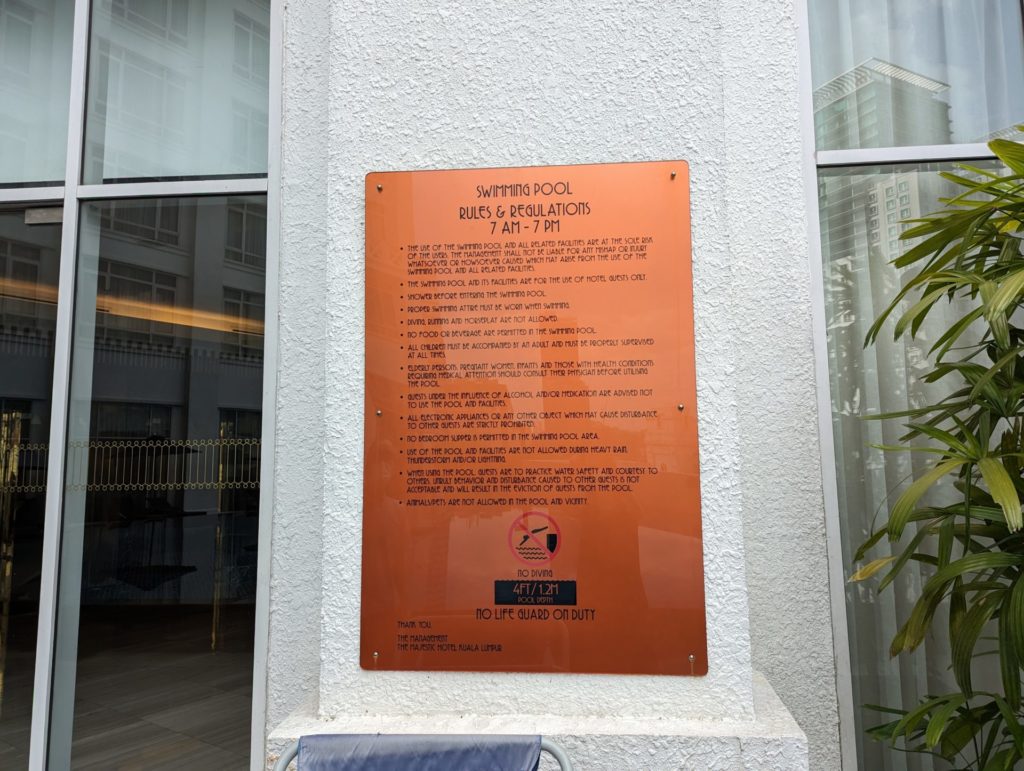 SWIMMING POOL
RULES & REGULATIONS
7 AM - 7 PM
• THE USE OF THE SWIMMING POOL AND ALL RELATED FACILITIES ARE AT THE SOLE RISK
OF THE USERS. THE MANAGEMENT SHALL NOT BE LIABLE FOR ANY MISHAP OR INJURY
WHATSOEVER OR HOWSOEVER CAUSED WHICH MAY ARISE FROM THE USE OF THE
SWIMMING POOL AND ALL RELATED FACILITIES.
• THE SWIMMING POOL AND ITS FACILITIES ARE FOR THE USE OF HOTEL GUESTS ONLY.
• SHOWER BEFORE ENTERING THE SWIMMING POOL.
• PROPER SWIMMING ATTIRE MUST BE WORN WHEN SWIMMING.
• DIVING, RUNNING AND HORSEPLAY ARE NOT ALLOWED.
• NO FOOD OR BEVERAGE ARE PERMITTED IN THE SWIMMING POOL.
• ALL CHILDREN MUST BE ACCOMPANIED BY AN ADULT AND MUST BE PROPERLY SUPERVISED
AT ALL TIMES.
• ELDERLY PERSONS, PREGNANT WOMEN, INFANTS AND THOSE WITH HEALTH CONDITIONS
REQUIRING MEDICAL ATTENTION SHOULD CONSULT THEIR PHYSICIAN BEFORE UTILISING
THE POOL.
• GUESTS UNDER THE INFLUENCE OF ALCOHOL AND/OR MEDICATION ARE ADVISED NOT
TO USE THE POOL AND FACILITIES.
• ALL ELECTRONIC APPLIANCES OR ANY OTHER OBJECT WHICH MAY CAUSE DISTURBANCE
TO OTHER GUESTS ARE STRICTLY PROHIBITED.
• NO BEDROOM SLIPPER IS PERMITTED IN THE SWIMMING POOL AREA.
• USE OF THE POOL AND FACILITIES ARE NOT ALLOWED DURING HEAVY RAIN,
THUNDERSTORM AND/OR LIGHTNING.
• WHEN USING THE POOL, GUESTS ARE TO PRACTICE WATER SAFETY AND COURTESY TO
OTHERS. UNRULY BEHAVIOR AND DISTURBANCE CAUSED TO OTHER GUESTS IS NOT
ACCEPTABLE AND WILL RESULT IN THE EVICTION OF GUESTS FROM THE POOL.
• ANIMALS/PETS ARE NOT ALLOWED IN THE POOL AND VICINITY.
NO DIVING
4FT/1.2M
POOL DEPTH
NO LIFE GUARD ON DUTY
THANK YOU.
THE MANAGEMENT
THE MAJESTIC HOTEL KUALA LUMPUR